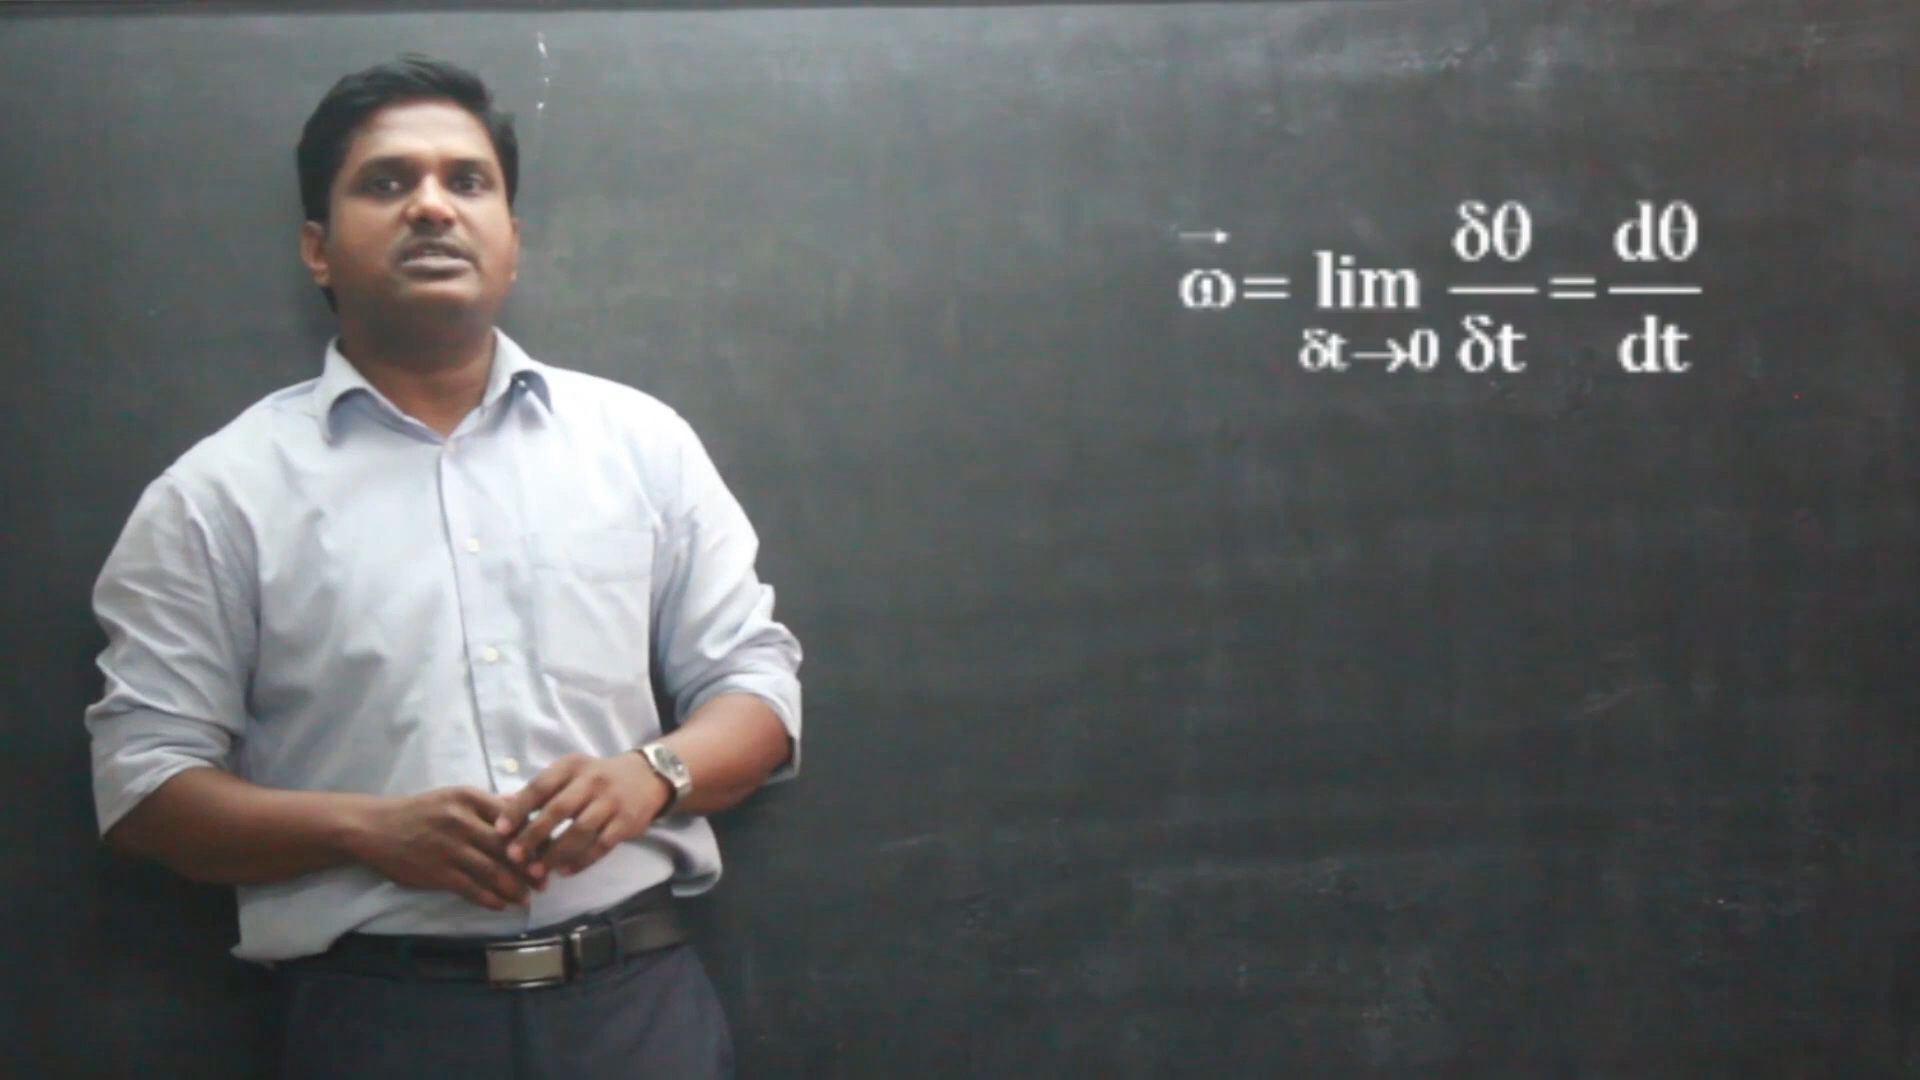 ω⃗ = lim δt→0 δθ/δt = dθ/dt